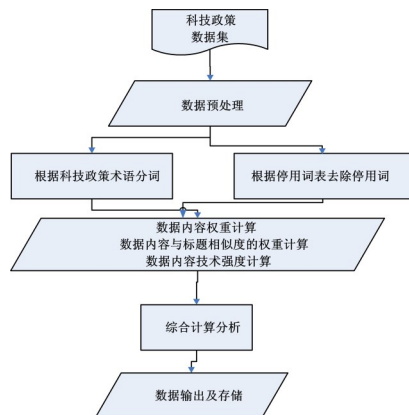 科技政策
数据集
数据预处理
根据科技政策术语分词
根据停用词表去除停用词
数据内容权重计算
数据内容与标题相似度的权重计算
数据内容技术强度计算
综合计算分析
数据输出及存储